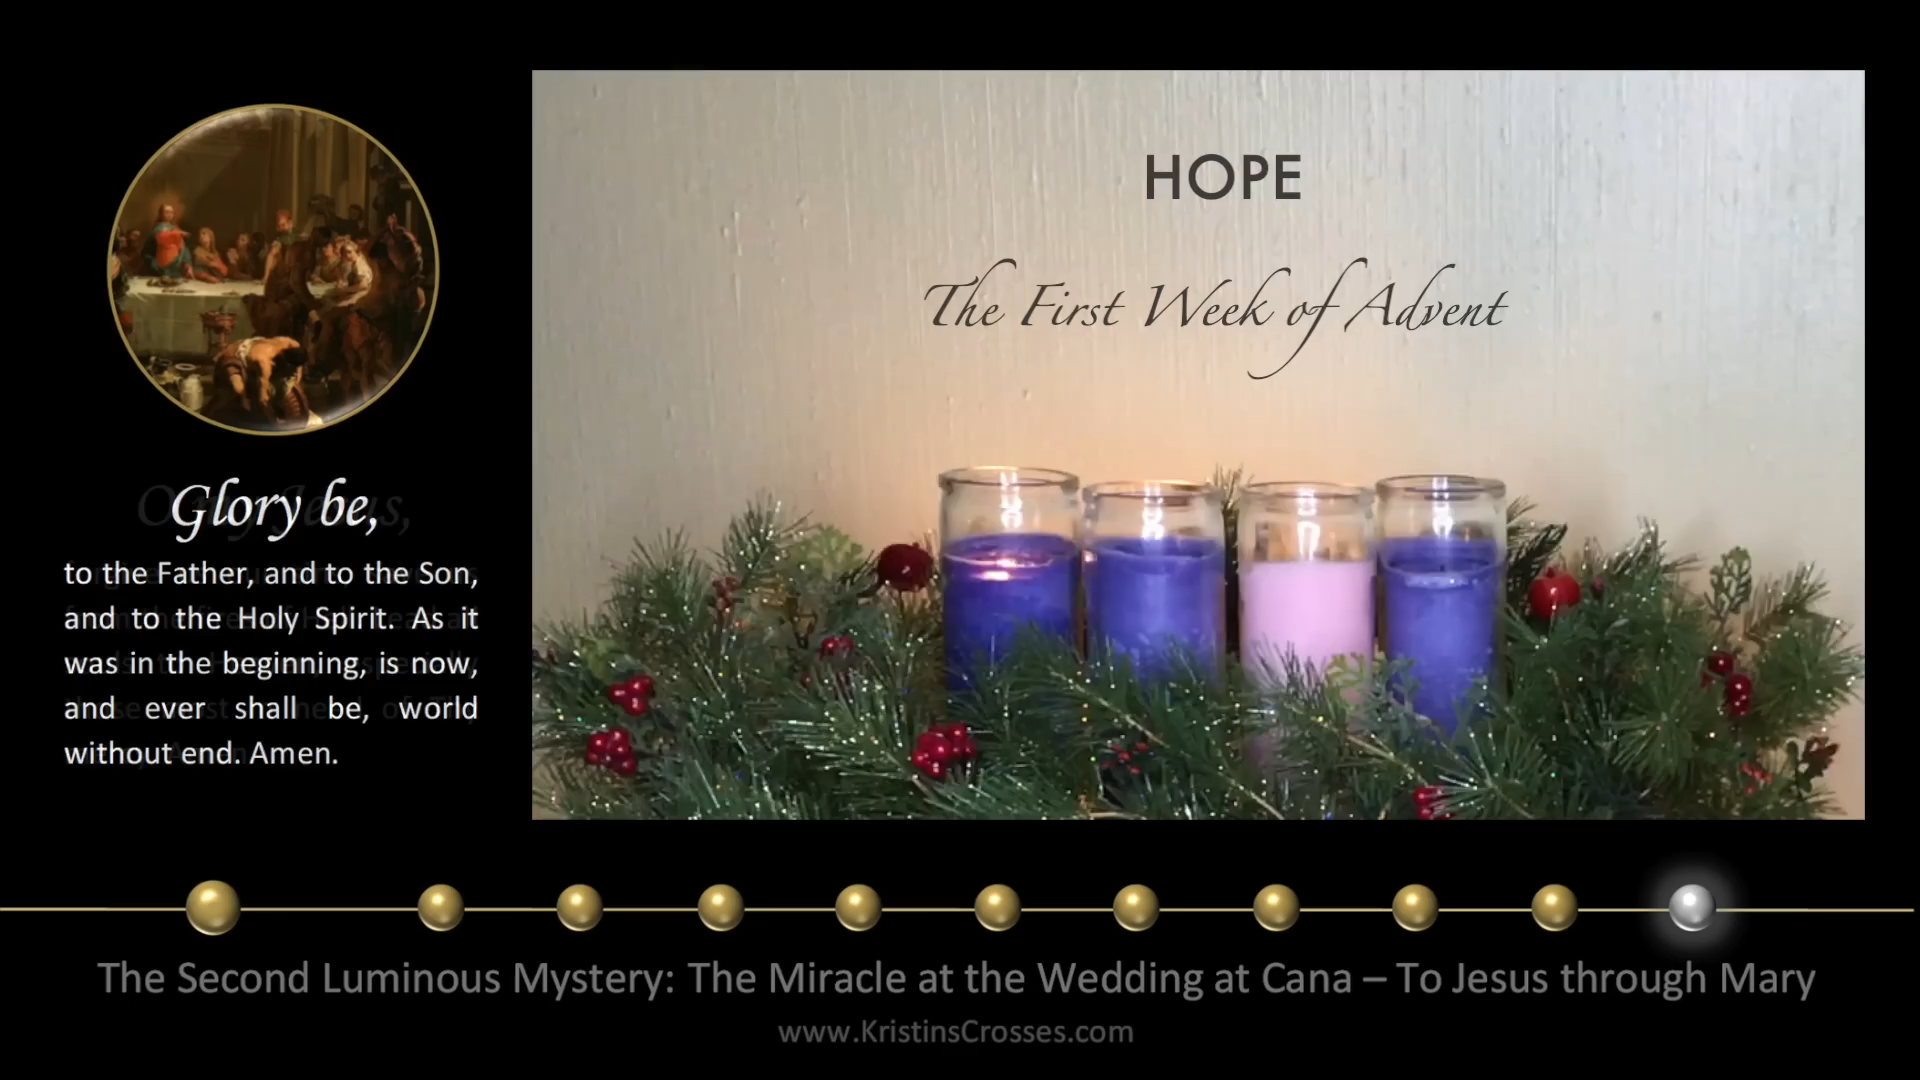 HOPE
The First Week of Advent
Glory be,
to the Father, and to the Son,
and to the Holy Spirit. As it
was in the beginning, is now,
and ever shall be, world
without end. Amen.
The Second Luminous Mystery: The Miracle at the Wedding at Cana – To Jesus through Mary
www.KristinsCrosses.com